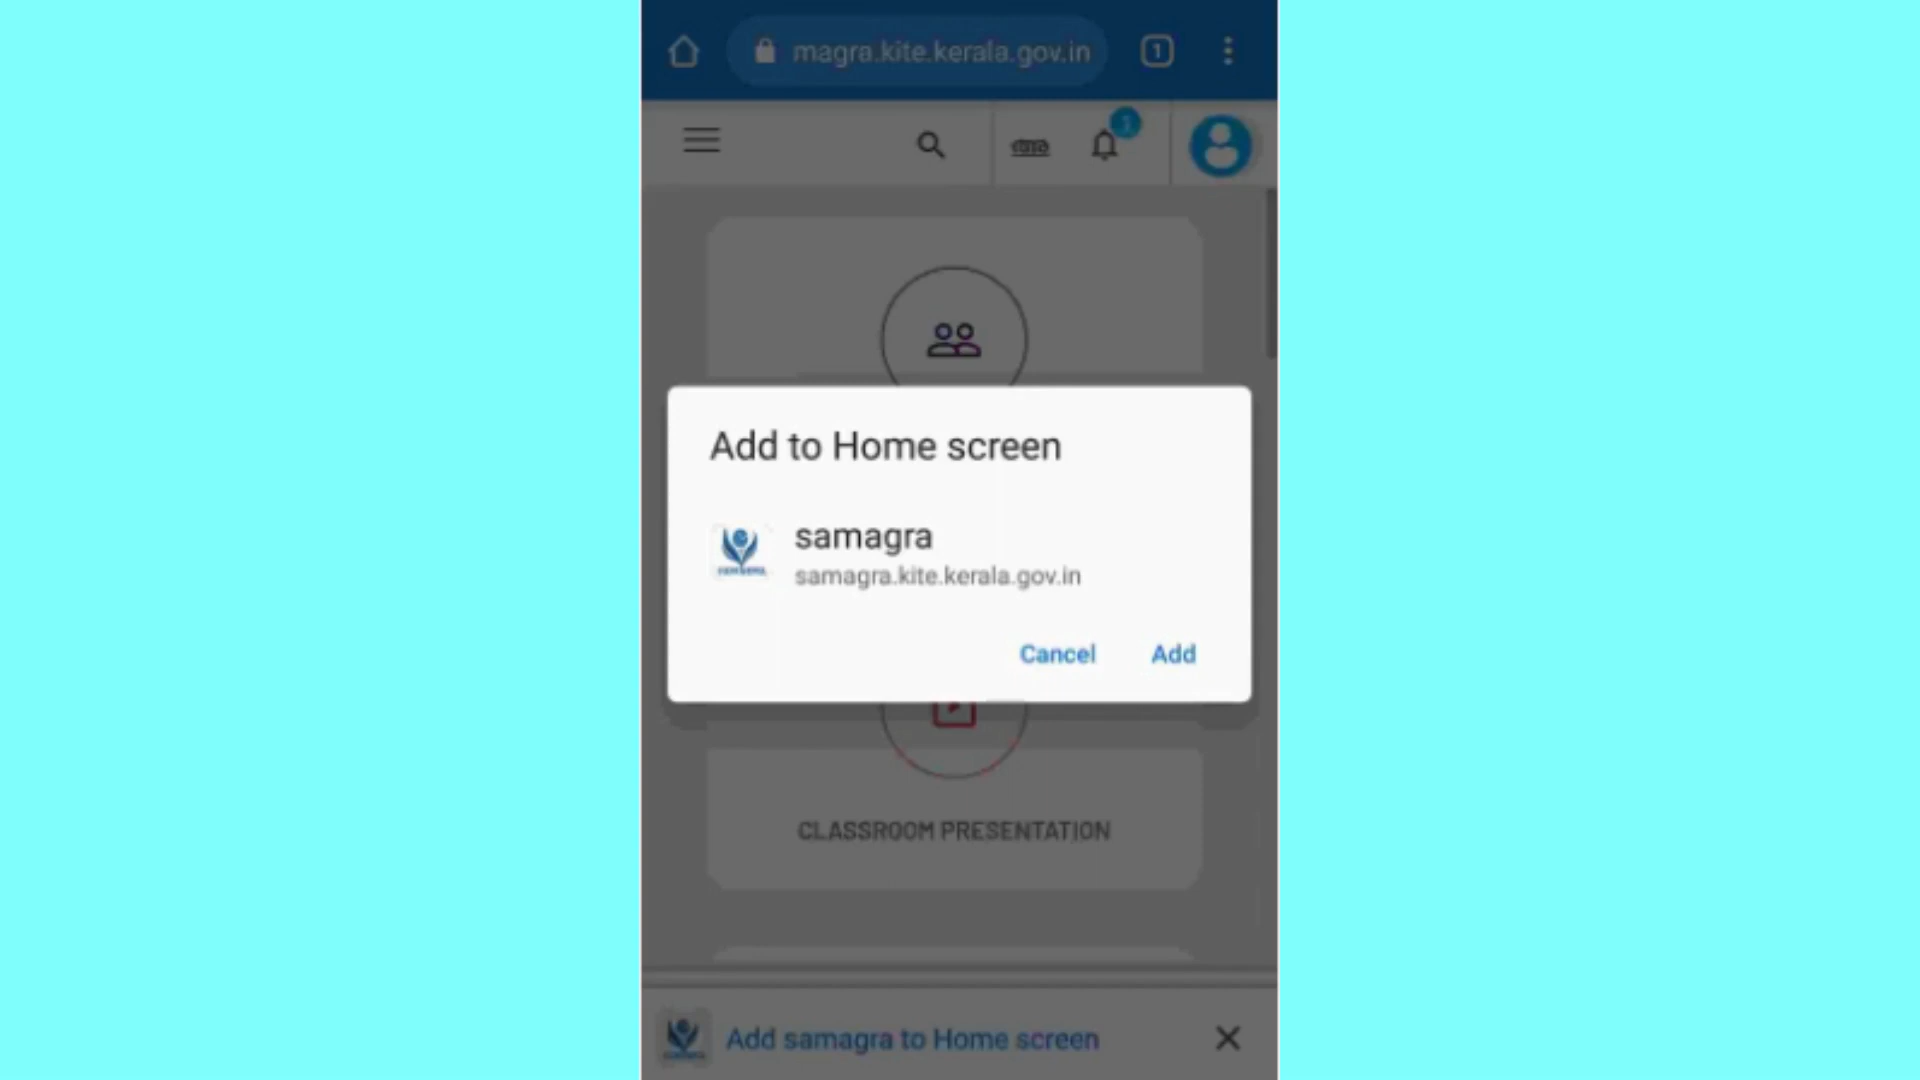 magra.kite.kerala.gov.in
1
Add to Home screen
samagra
samagra.kite.kerala.gov.in
Cancel
Add
CLASSROOM PRESENTATION
Add samagra to Home screen